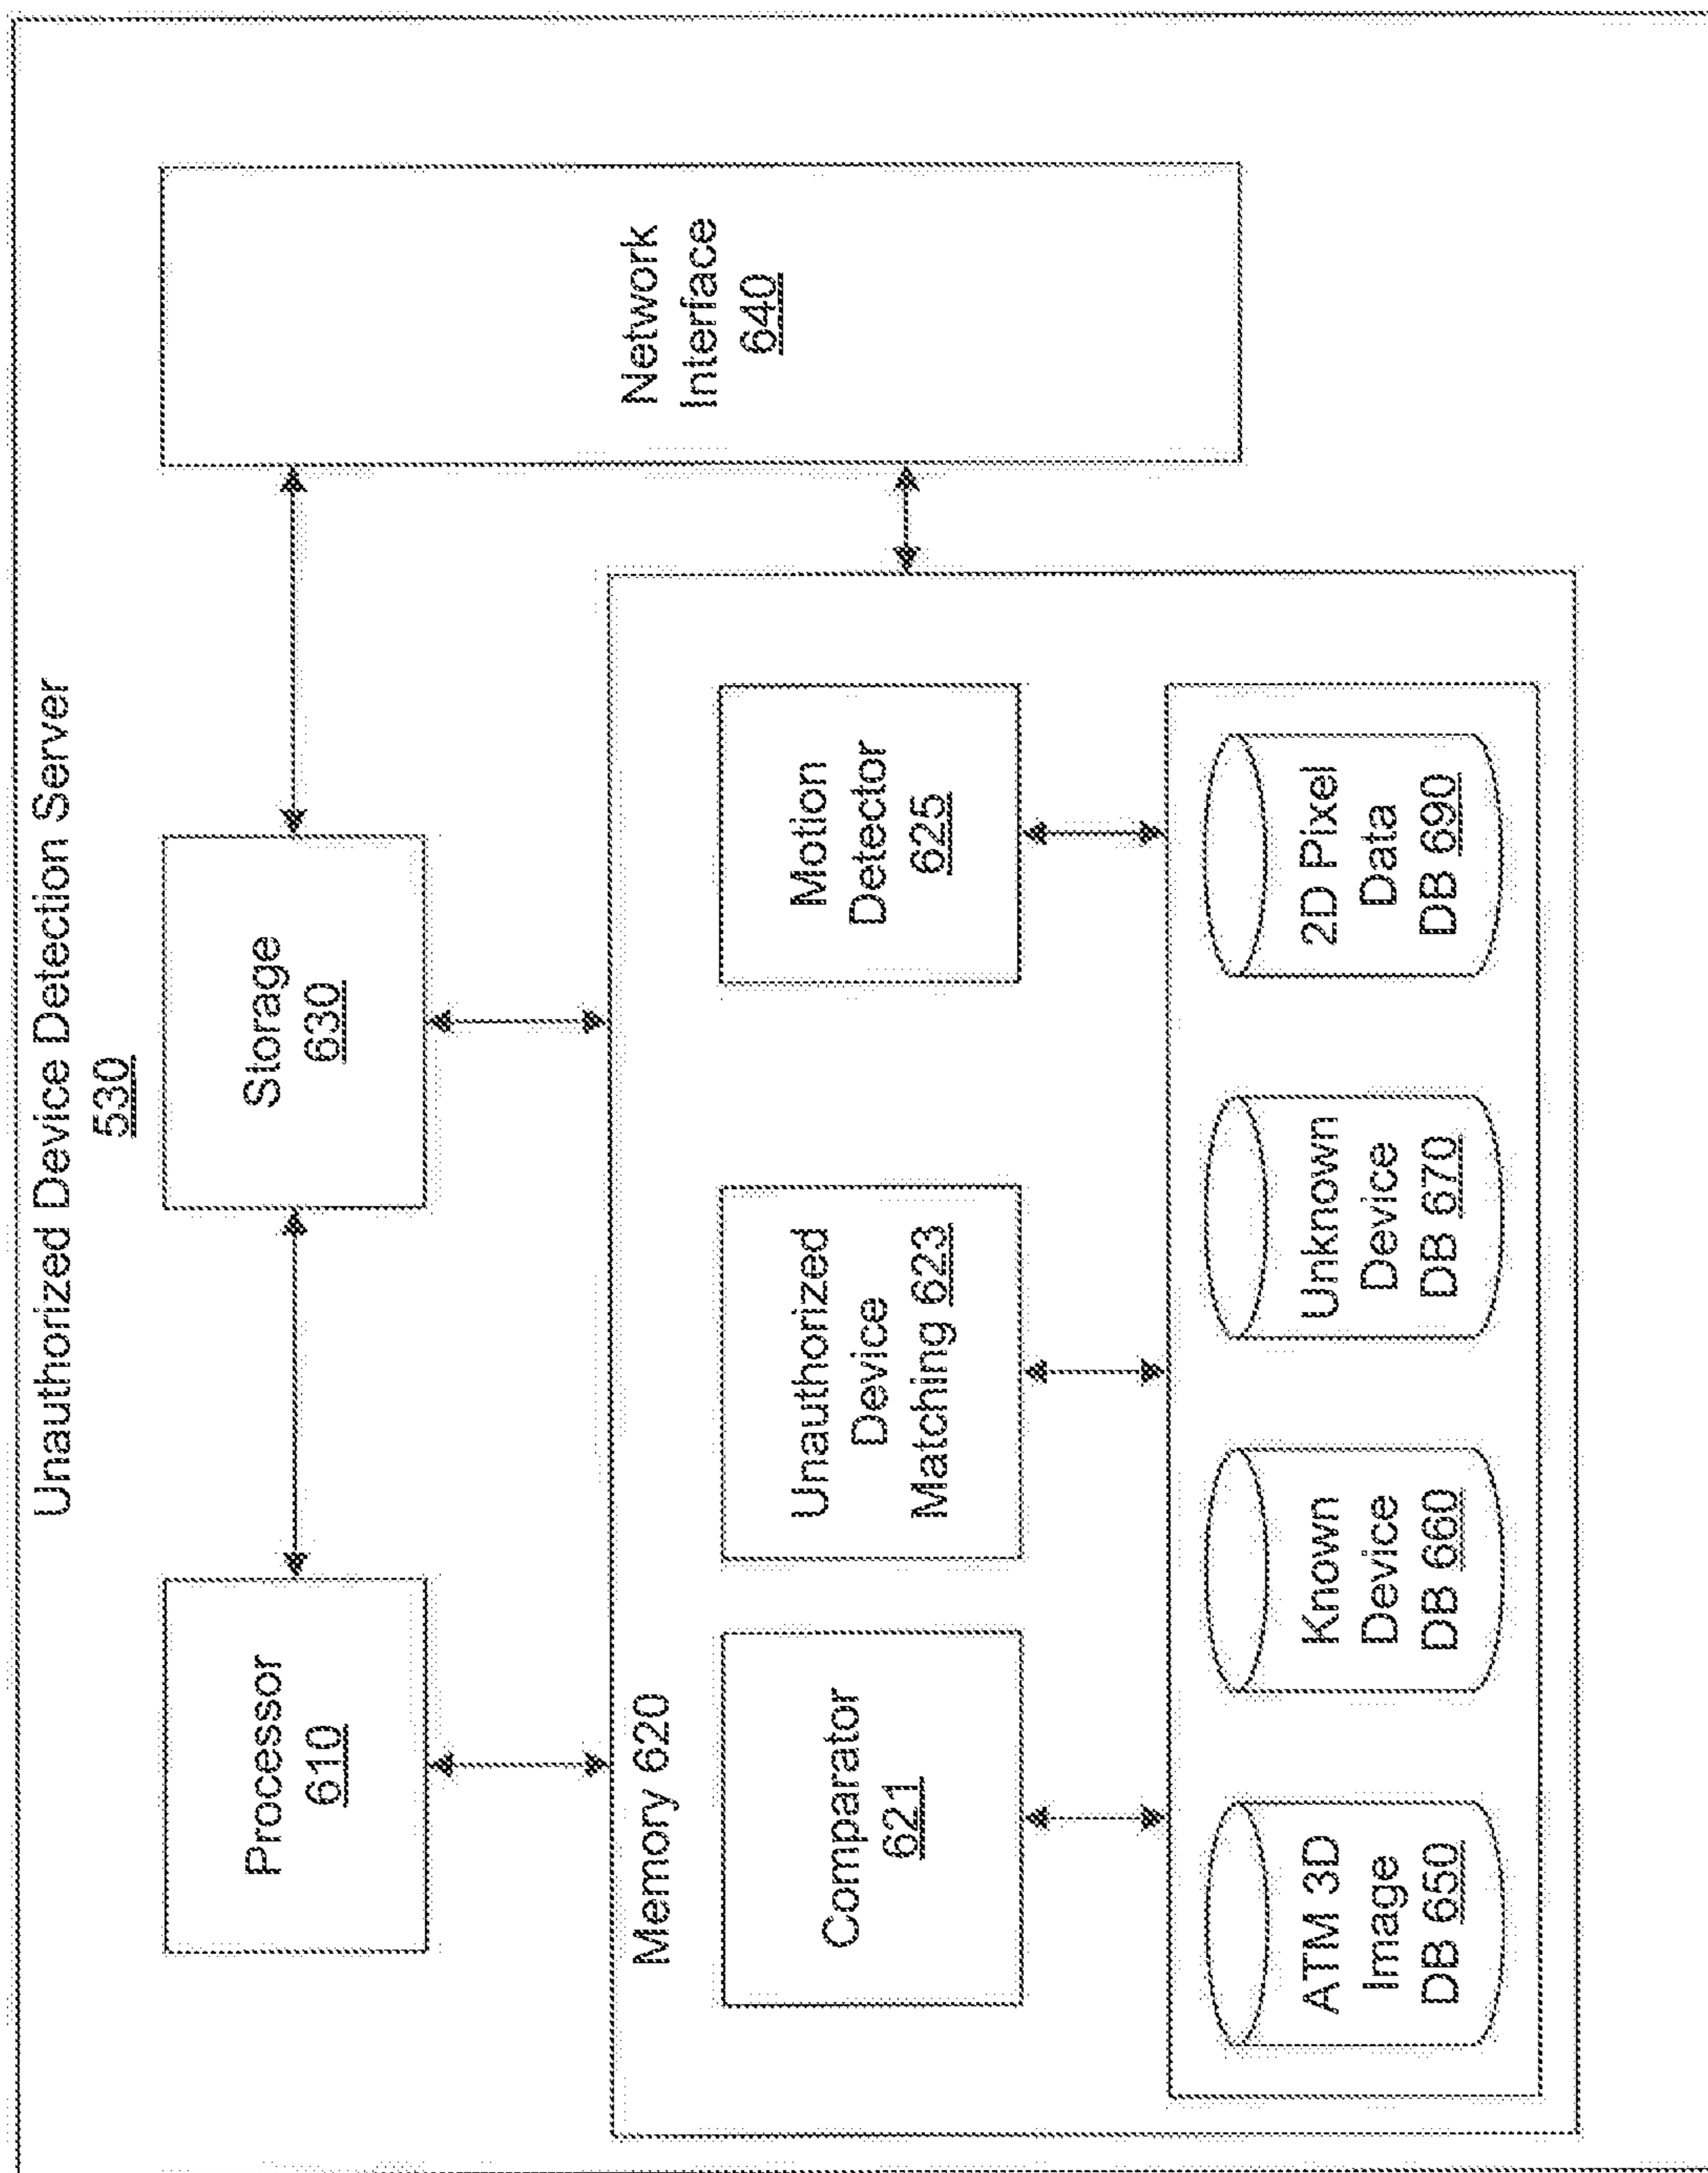 Unauthorized Device Detection Server
530
Processor
610
Storage
630
Network
Interface
640
Memory 620
Comparator
621
Unauthorized
Device
Matching 623
Motion
Detector
625
ATM 3D
Image
DB 650
Known
Device
DB 660
Unknown
Device
DB 670
2D Pixel
Data
DB 690